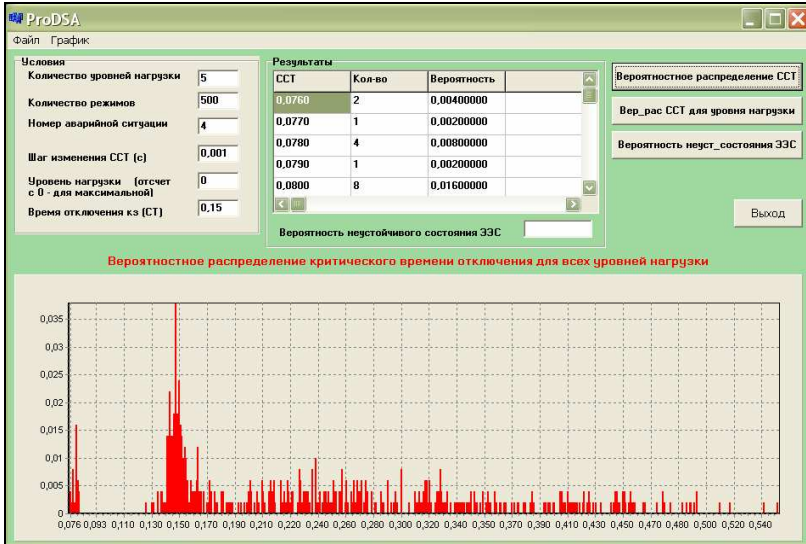 ProDSA
Файл График
Условия
Количество уровней нагрузки 5
Количество режимов 500
Номер аварийной ситуации 4
Шаг изменения ССТ (с) 0,001
Уровень нагрузки (отсчет с 0 - для максимальной) 0
Время отключения кз (СТ) 0,15
Результаты
ССТ Кол-во Вероятность
0,0760 2 0,00400000
0,0770 1 0,00200000
0,0780 4 0,00800000
0,0790 1 0,00200000
0,0800 8 0,01600000
Вероятность неустойчивого состояния ЭЭС
Вероятностное распределение ССТ
Вер_рас ССТ для уровня нагрузки
Вероятность неуст_состояния ЭЭС
Выход
Вероятностное распределение критического времени отключения для всех уровней нагрузки
0,035
0,03
0,025
0,02
0,015
0,01
0,005
0
0,076 0,093 0,110 0,130 0,150 0,170 0,190 0,210 0,220 0,240 0,260 0,280 0,300 0,320 0,340 0,350 0,370 0,390 0,410 0,430 0,450 0,470 0,480 0,500 0,520 0,540